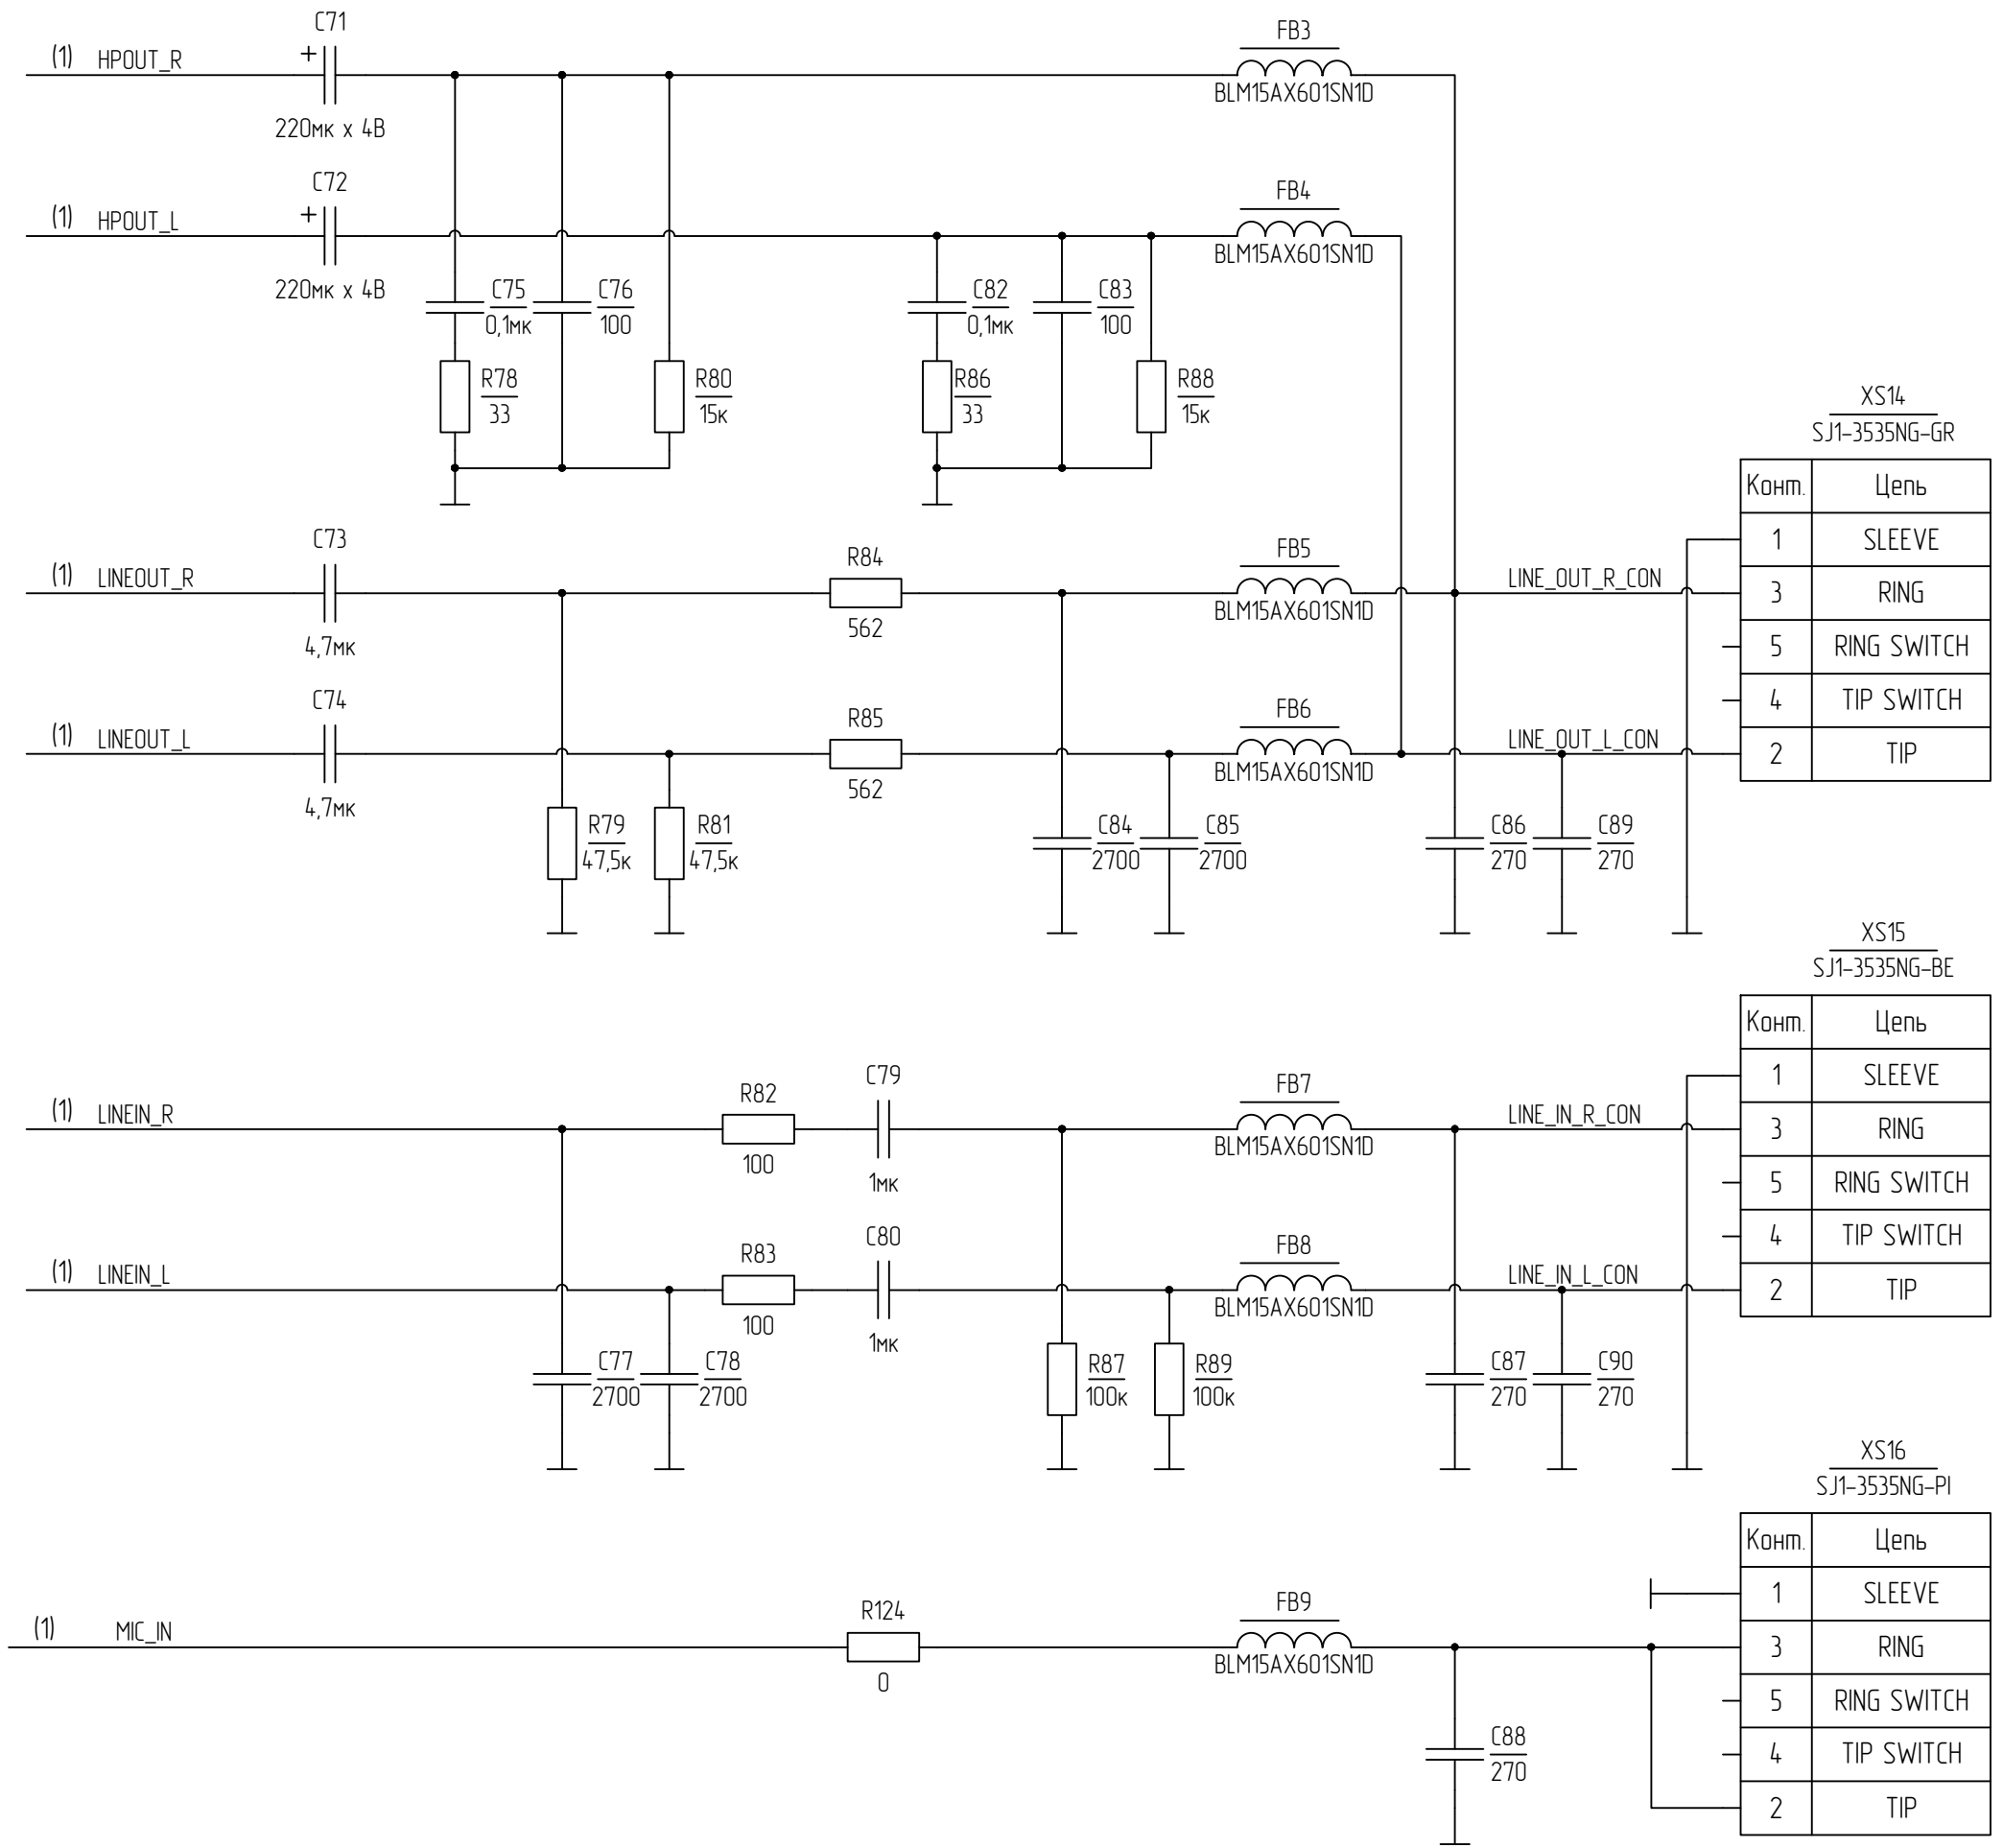 C71
(1) HPOUT_R
+
220мк х 4В
FB3
BLM15AX601SN1D
C72
(1) HPOUT_L
+
220мк х 4В
FB4
BLM15AX601SN1D
C75
0,1мк
C76
100
C82
0,1мк
C83
100
R78
33
R80
15к
R86
33
R88
15к
XS14
SJ1-3535NG-GR
Конт. Цепь
1 SLEEVE
3 RING
5 RING SWITCH
4 TIP SWITCH
2 TIP
C73
(1) LINEOUT_R
4,7мк
R84
562
FB5
BLM15AX601SN1D
LINE_OUT_R_CON
C74
(1) LINEOUT_L
4,7мк
R85
562
FB6
BLM15AX601SN1D
LINE_OUT_L_CON
R79
47,5к
R81
47,5к
C84
2700
C85
2700
C86
270
C89
270
XS15
SJ1-3535NG-BE
Конт. Цепь
1 SLEEVE
3 RING
5 RING SWITCH
4 TIP SWITCH
2 TIP
(1) LINEIN_R
R82
100
C79
1мк
FB7
BLM15AX601SN1D
LINE_IN_R_CON
(1) LINEIN_L
R83
100
C80
1мк
FB8
BLM15AX601SN1D
LINE_IN_L_CON
C77
2700
C78
2700
R87
100к
R89
100к
C87
270
C90
270
XS16
SJ1-3535NG-PI
Конт. Цепь
1 SLEEVE
3 RING
5 RING SWITCH
4 TIP SWITCH
2 TIP
(1) MIC_IN
R124
0
FB9
BLM15AX601SN1D
C88
270